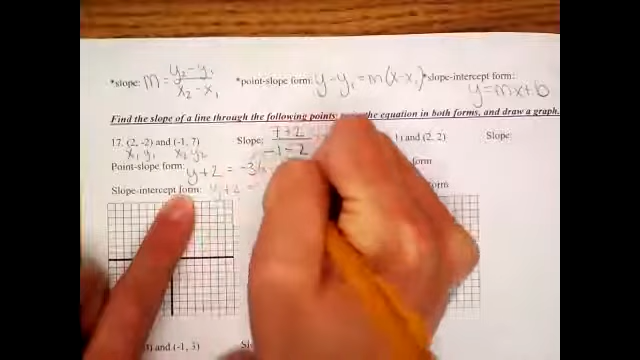 *slope: m = y₂ - y₁ / x₂ - x₁ *point-slope form: y - y₁ = m(x - x₁) *slope-intercept form: y = mx + b
Find the slope of a line through the following points; the equation in both forms, and draw a graph.
17. (2, -2) and (-1, 7) Slope: 7+2 / -1-2 1) and (2, 2) Slope:
x₁ y₁ x₂ y₂
Point-slope form: y + 2 = -3( form
Slope-intercept form: y + 2 = orm
and (-1, 3)